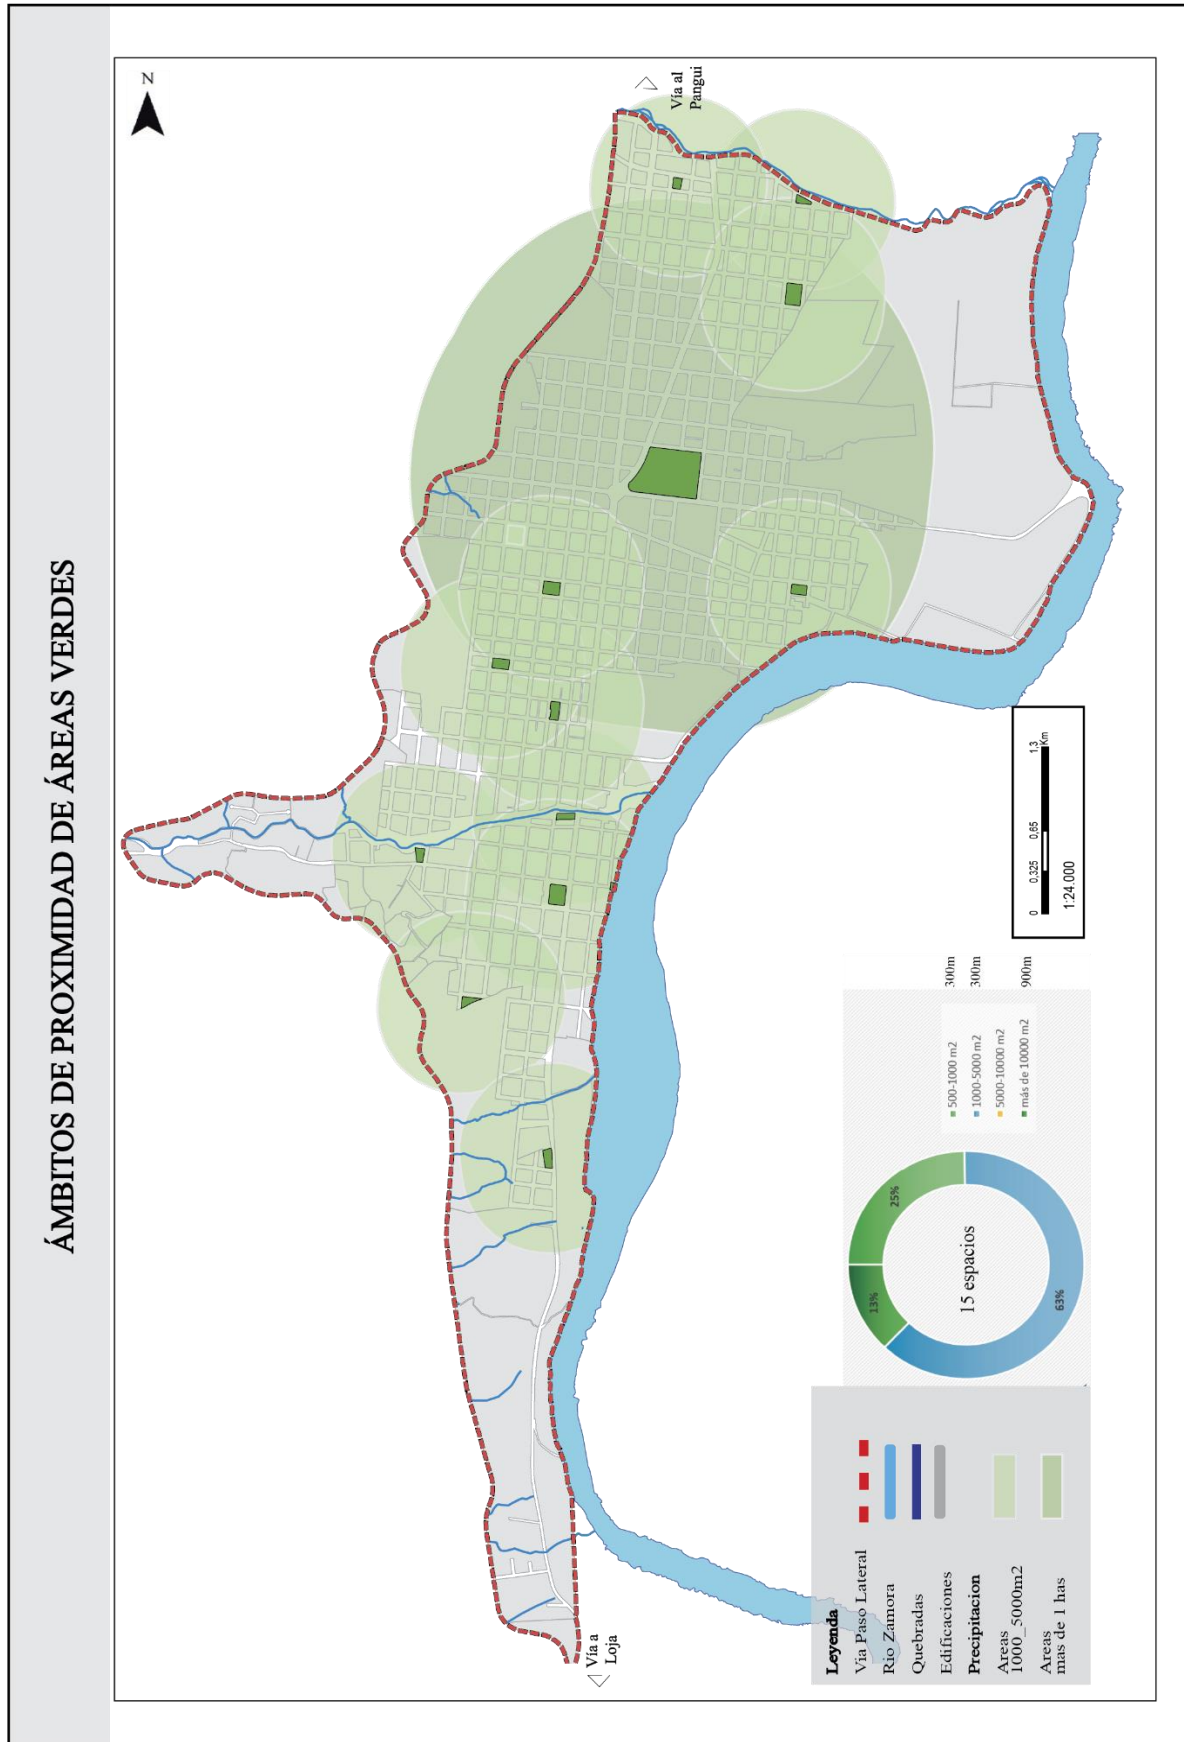 ÁMBITOS DE PROXIMIDAD DE ÁREAS VERDES
N
Vía al
Pangui
Vía a
Loja
Leyenda
Via Paso Lateral
Rio Zamora
Quebradas
Edificaciones
Precipitacion
Areas
1000_5000m2
Areas
mas de 1 has
13%
25%
63%
15 espacios
500-1000 m2
1000-5000 m2
5000-10000 m2
más de 10000 m2
300m
300m
900m
0 0,325 0,65 1,3
Km
1:24.000